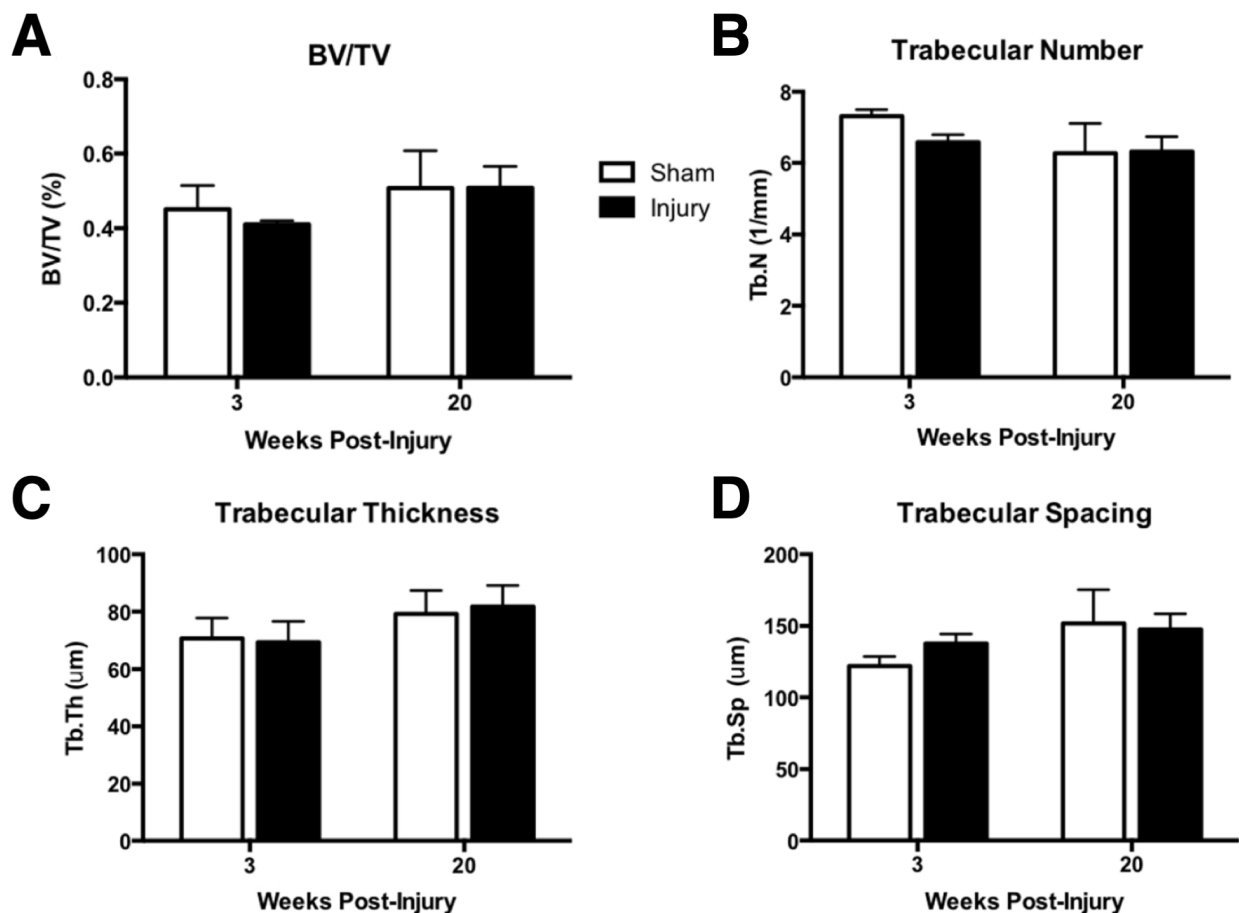 A
BV/TV
BV/TV (%)
0.8
0.6
0.4
0.2
0.0
3
20
Weeks Post-Injury
Sham
Injury
B
Trabecular Number
Tb.N (1/mm)
8
6
4
2
0
3
20
Weeks Post-Injury
C
Trabecular Thickness
Tb.Th (um)
100
80
60
40
20
0
3
20
Weeks Post-Injury
D
Trabecular Spacing
Tb.Sp (um)
200
150
100
50
0
3
20
Weeks Post-Injury